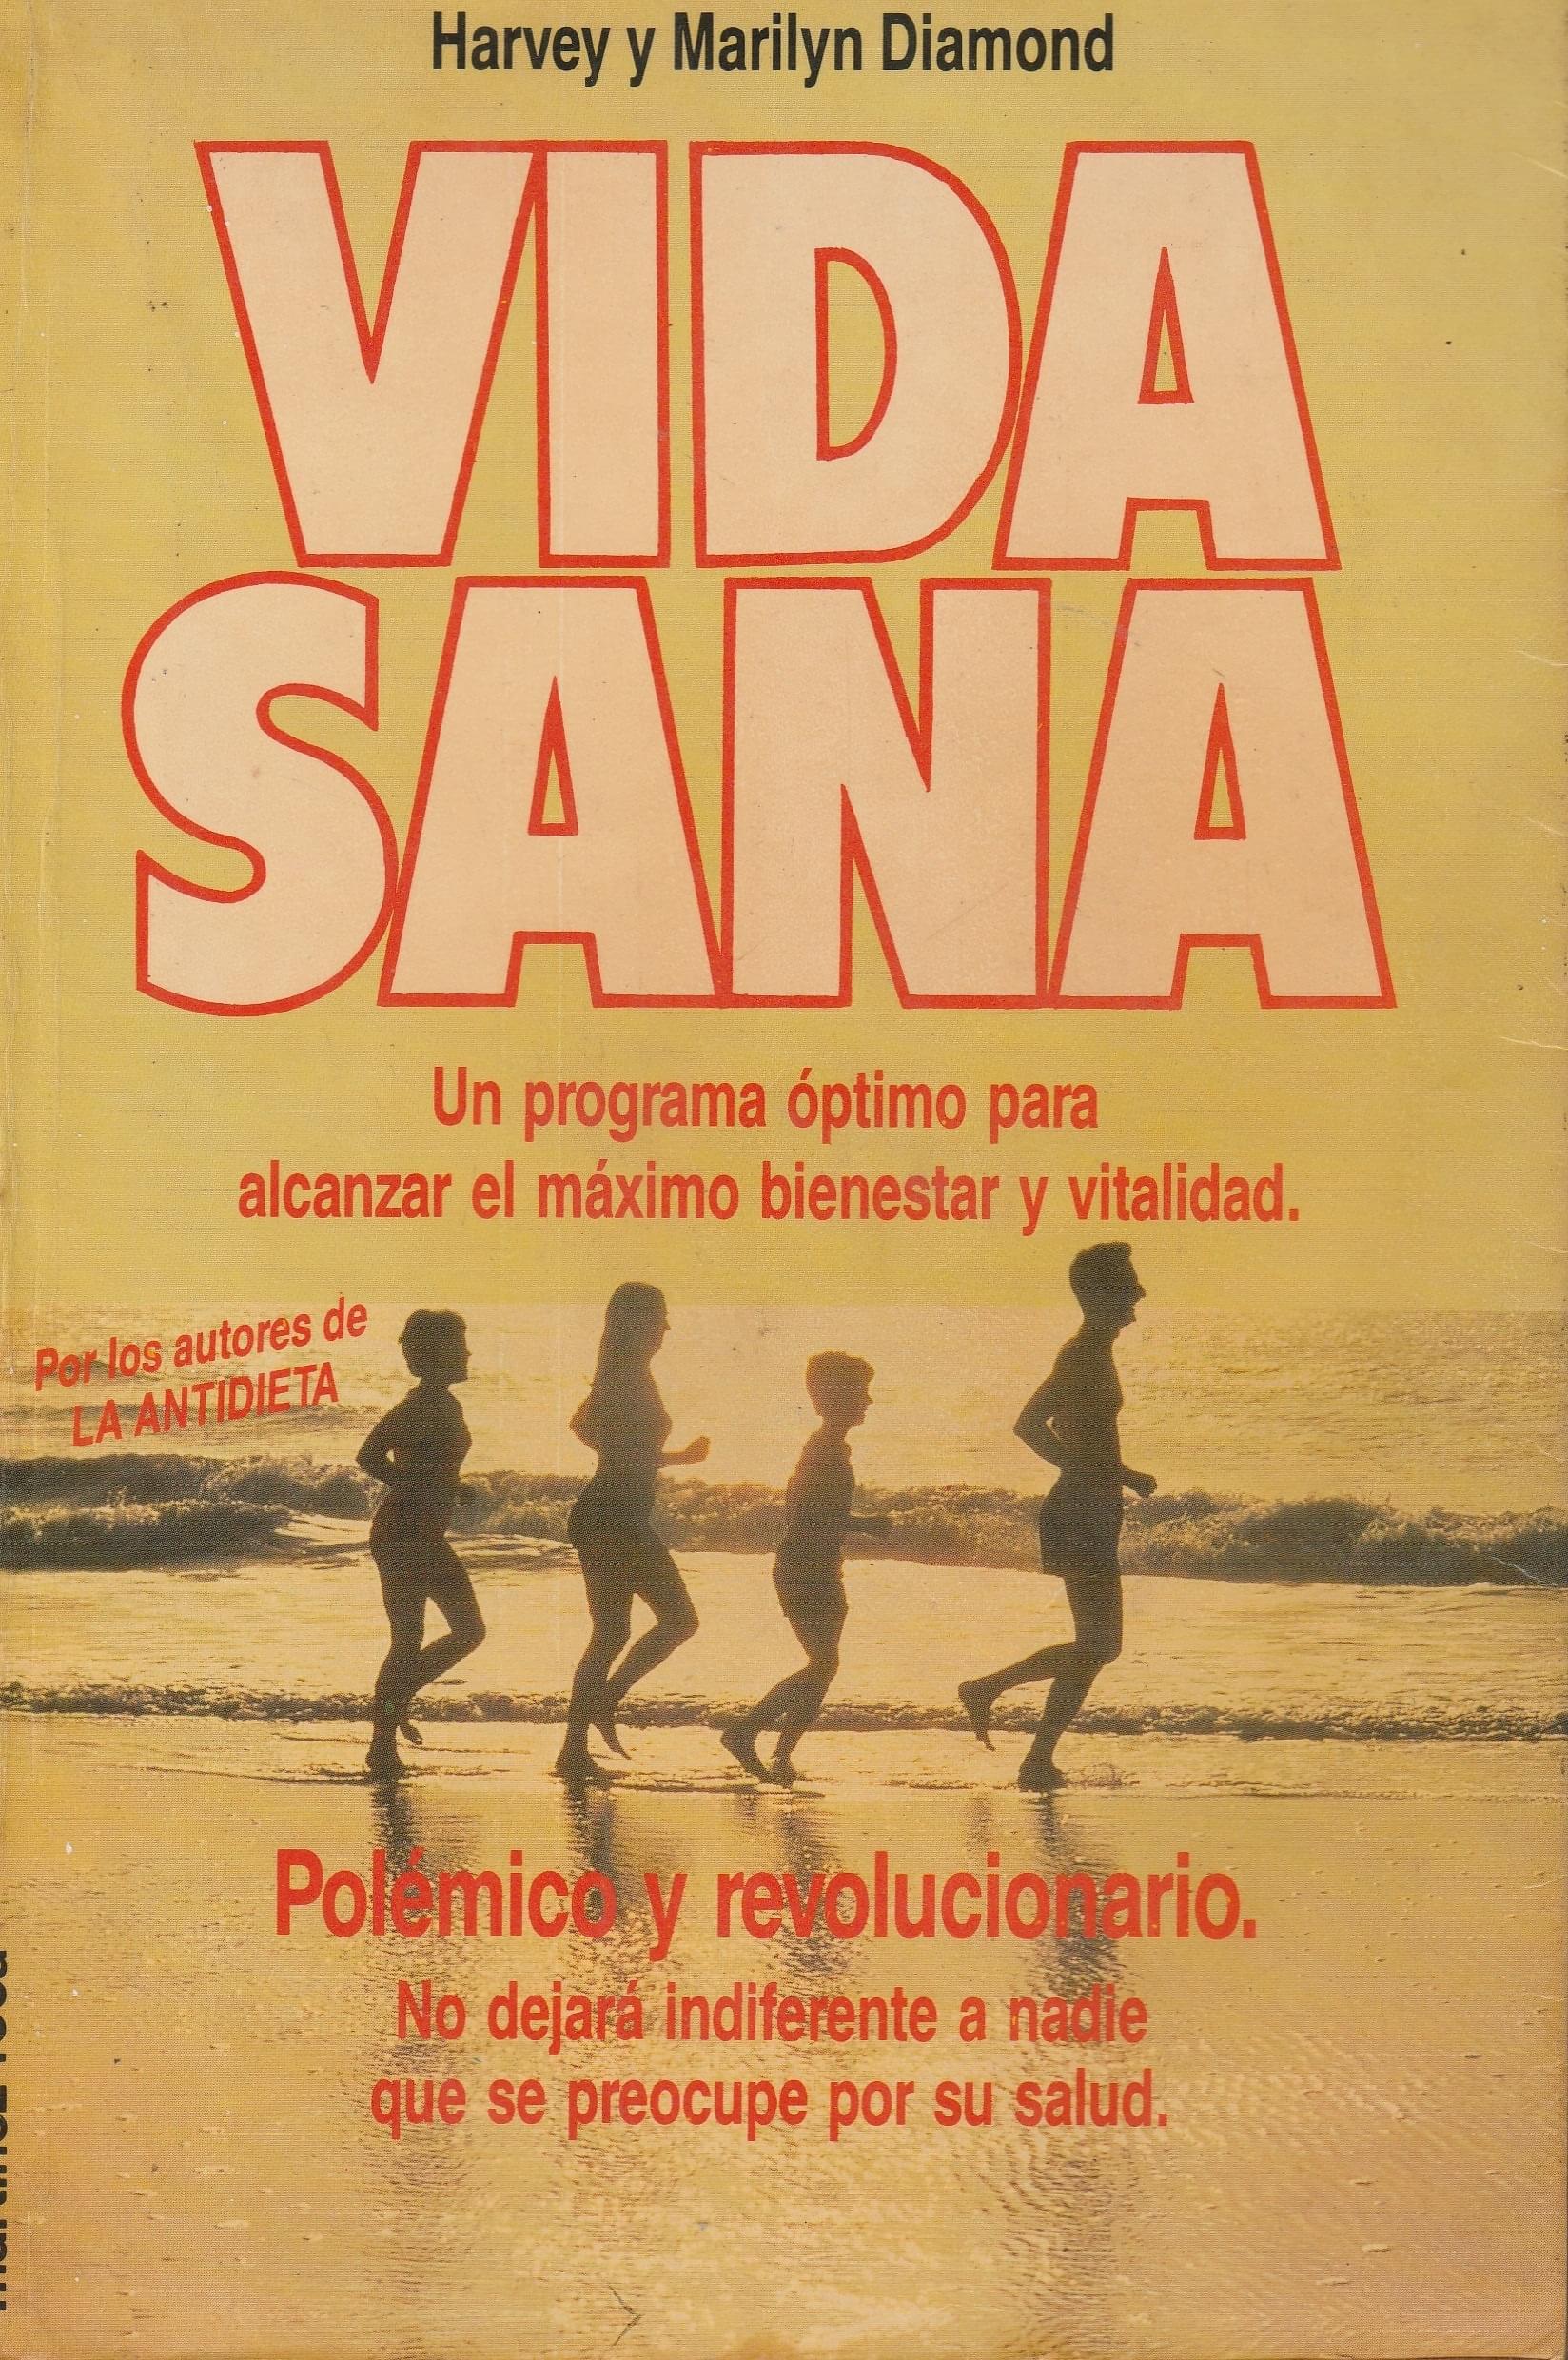 Harvey y Marilyn Diamond
VIDA
SANA
Un programa óptimo para
alcanzar el máximo bienestar y vitalidad.
Por los autores de
LA ANTIDIETA
Polémico y revolucionario.
No dejará indiferente a nadie
que se preocupe por su salud.